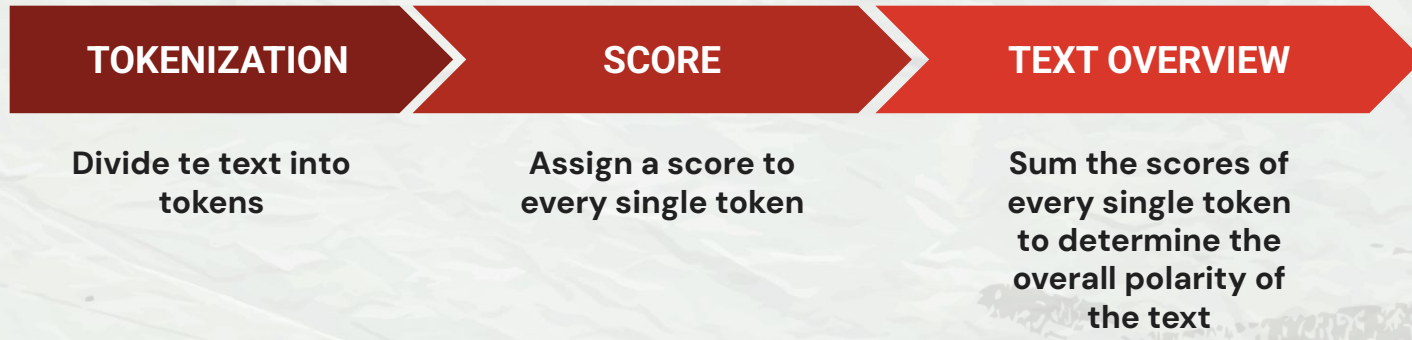 TOKENIZATION
SCORE
TEXT OVERVIEW
Divide te text into
tokens
Assign a score to
every single token
Sum the scores of
every single token
to determine the
overall polarity of
the text